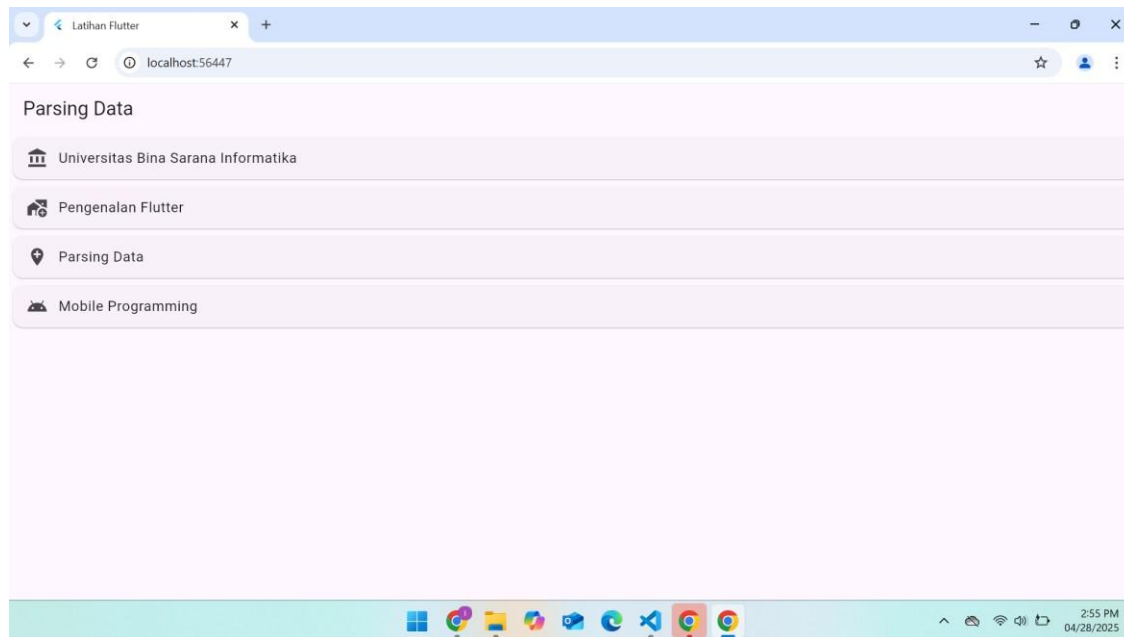 Latihan Flutter
localhost:56447
Parsing Data
Universitas Bina Sarana Informatika
Pengenalan Flutter
Parsing Data
Mobile Programming
2:55 PM
04/28/2025